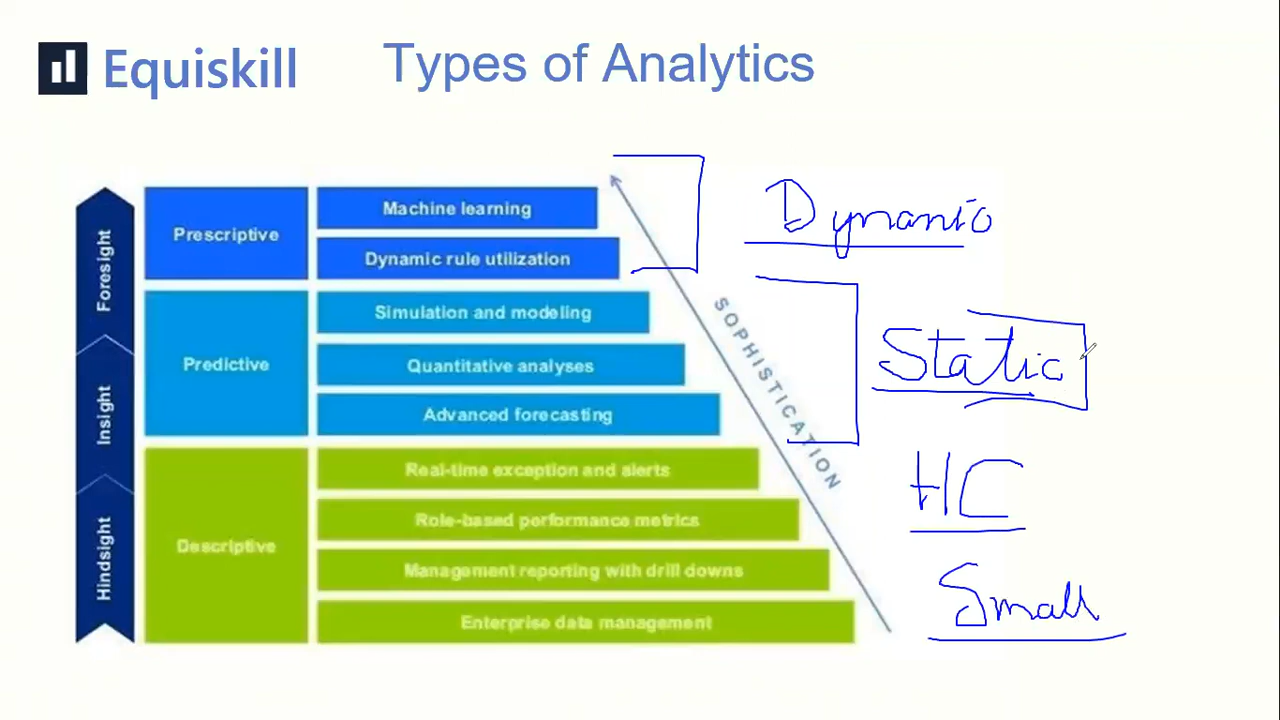 Equiskill
Types of Analytics
Foresight
Insight
Hindsight
Prescriptive
Machine learning
Dynamic rule utilization
Predictive
Simulation and modeling
Quantitative analyses
Advanced forecasting
Descriptive
Real-time exception and alerts
Role-based performance metrics
Management reporting with drill downs
Enterprise data management
SOPHISTICATION
Dynamic
Static
HC
Small